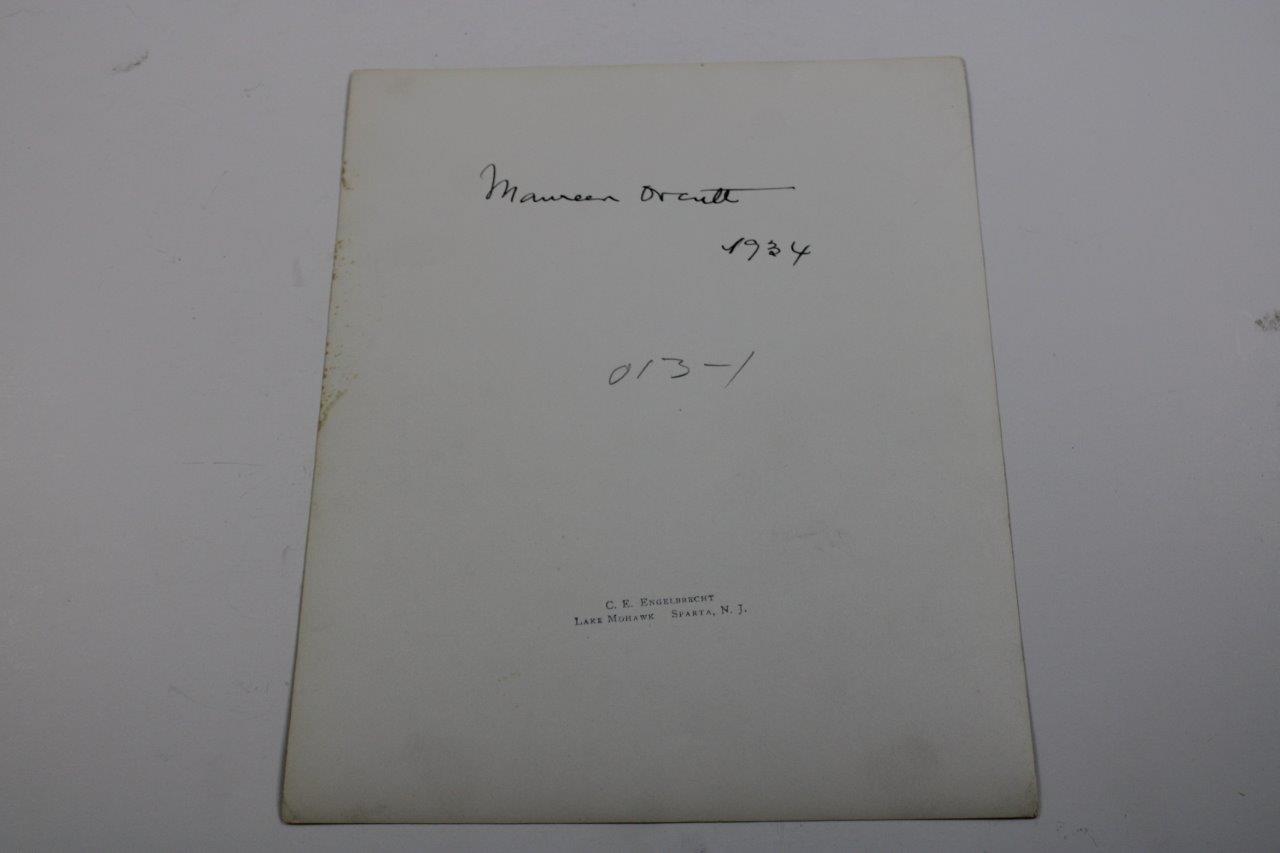 Maureen Orcutt
1934
013-1
C. E. ENGELBRECHT
LAKE MOHAWK SPARTA, N. J.